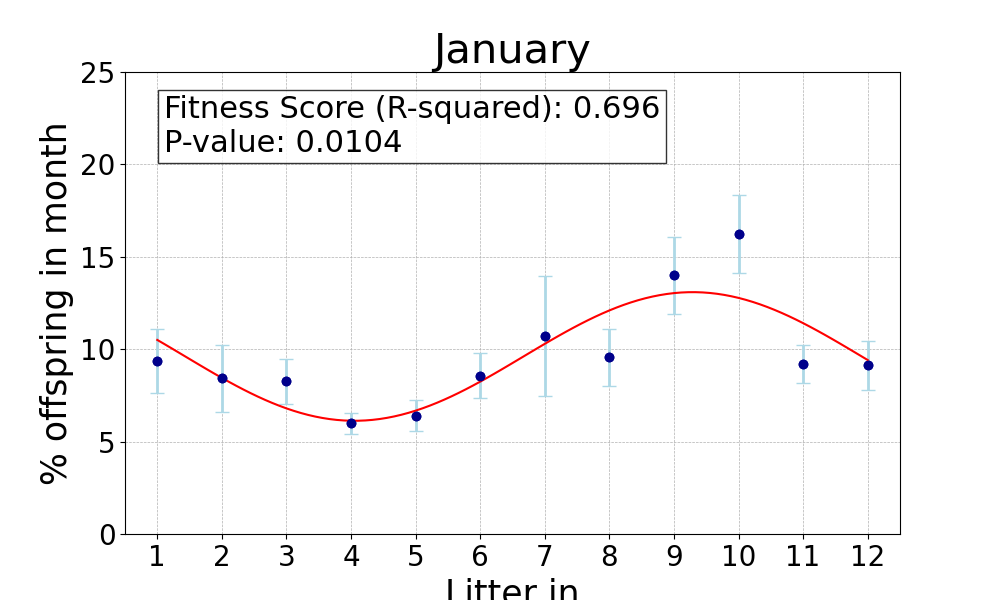 January
Fitness Score (R-squared): 0.696
P-value: 0.0104
% offspring in month
25
20
15
10
5
0
1 2 3 4 5 6 7 8 9 10 11 12
Litter in